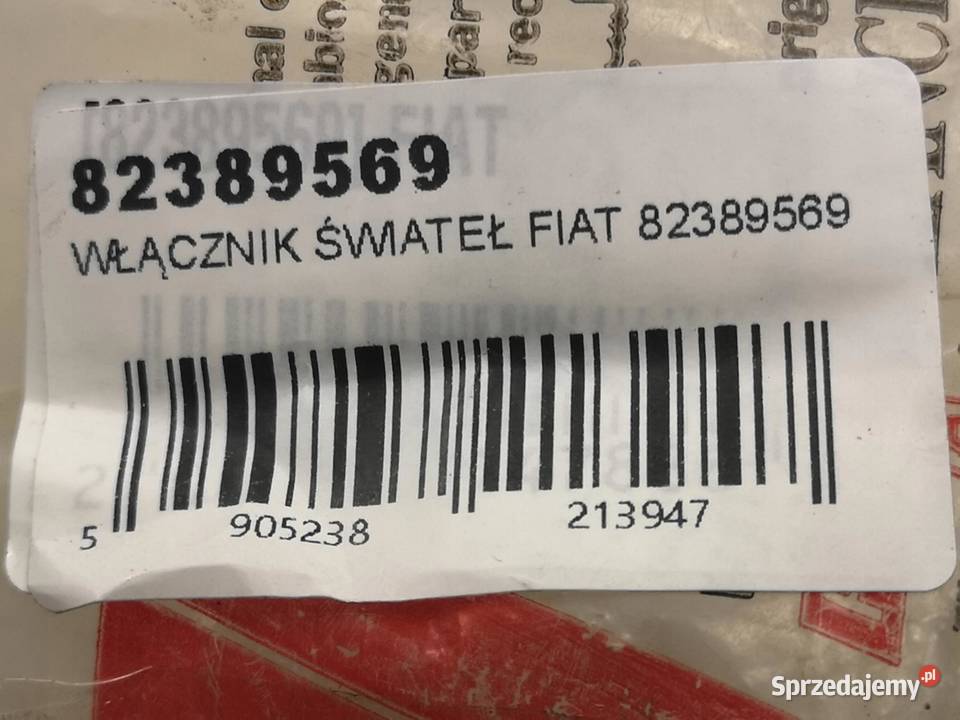 82389569
WŁĄCZNIK ŚWIATEŁ FIAT 82389569
5 905238 213947
Sprzedajemy.pl